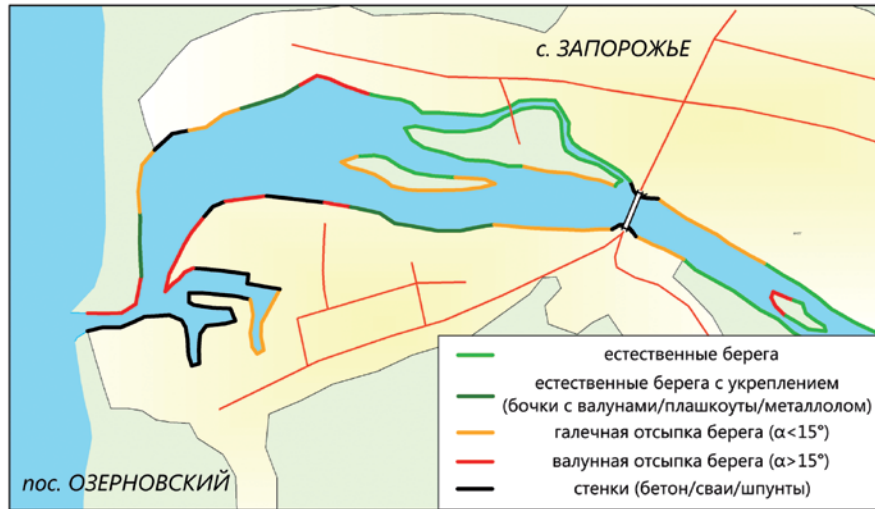 с. ЗАПОРОЖЬЕ
естественные берега
естественные берега с укреплением
(бочки с валунами/плашкоуты/металлолом)
галечная отсыпка берега (α<15°)
валунная отсыпка берега (α>15°)
стенки (бетон/сваи/шпунты)
пос. ОЗЕРНОВСКИЙ